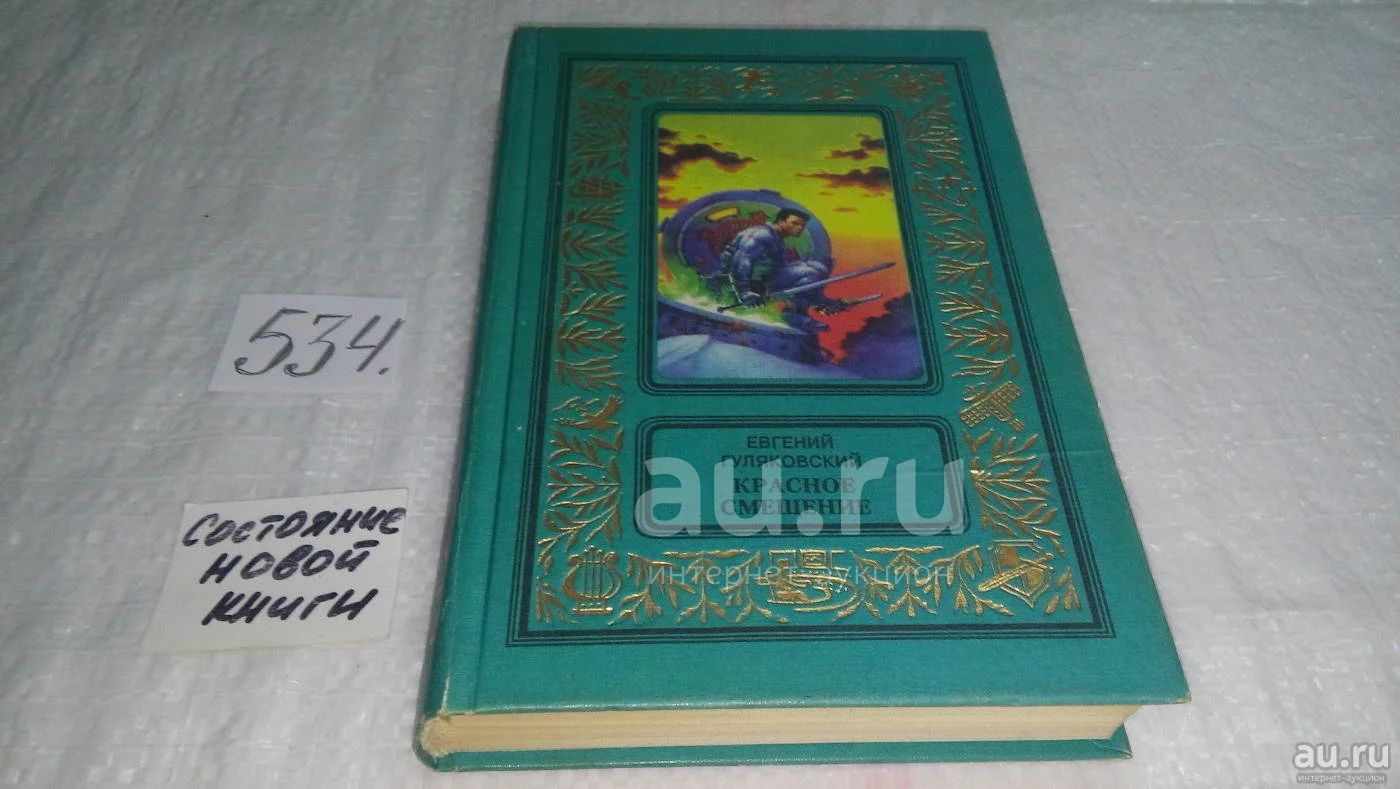 534.
Состояние
новой
книги
ЕВГЕНИЙ
ГУЛЯКОВСКИЙ
КРАСНОЕ
СМЕЩЕНИЕ
au.ru
интернет-аукцион
au.ru
интернет-аукцион